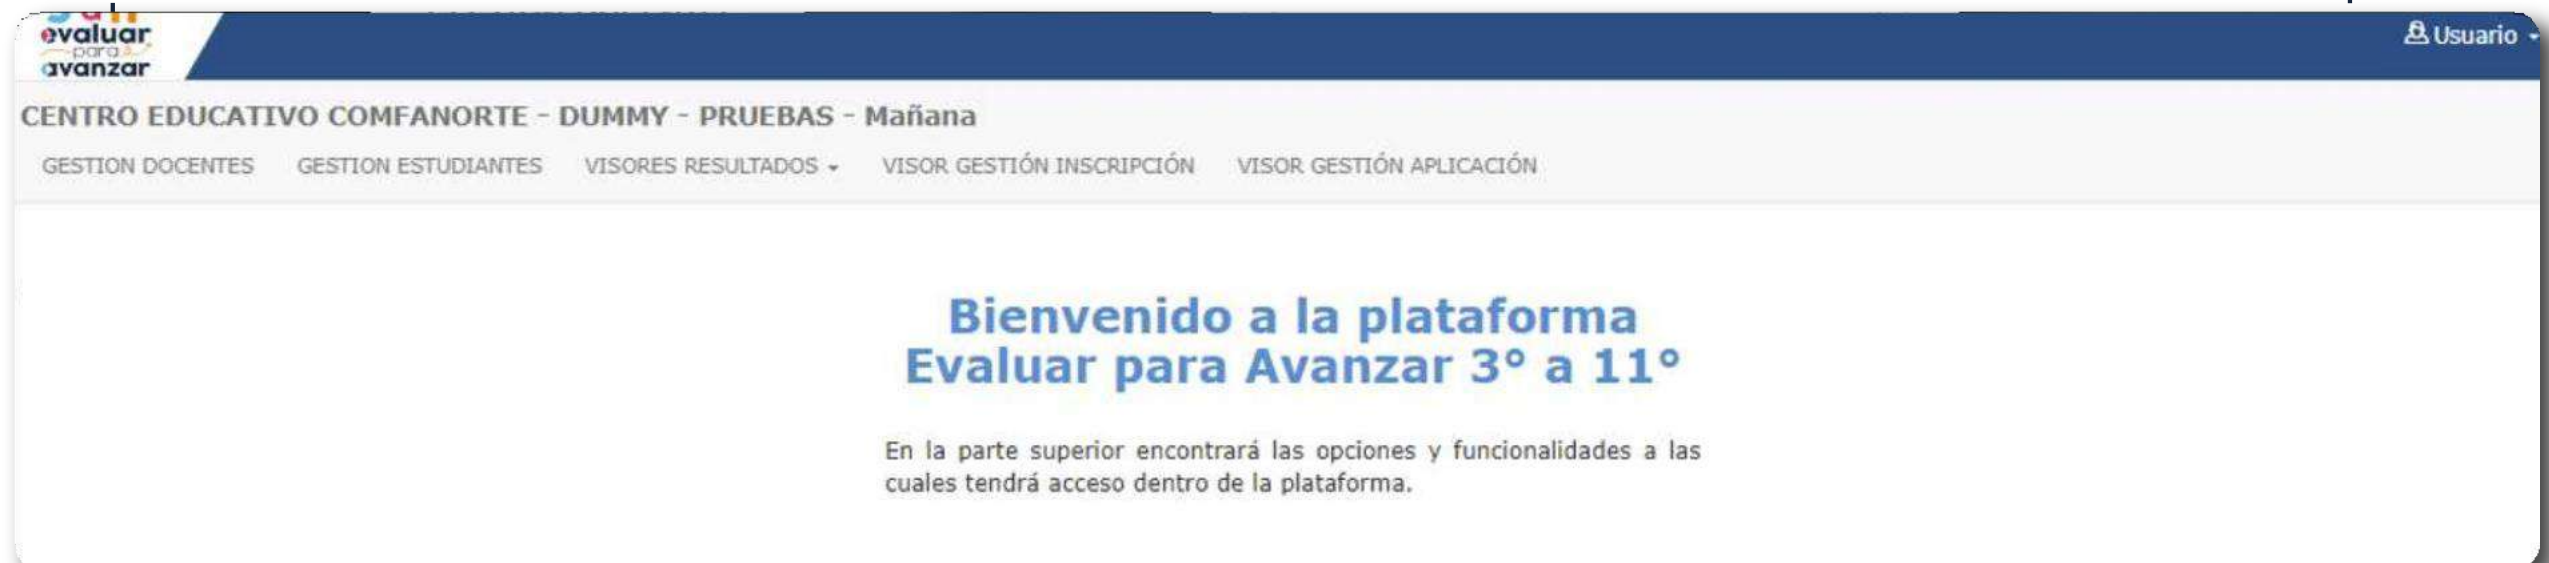 evaluar
para
avanzar
Usuario
CENTRO EDUCATIVO COMFANORTE - DUMMY - PRUEBAS - Mañana
GESTION DOCENTES GESTION ESTUDIANTES VISORES RESULTADOS VISOR GESTIÓN INSCRIPCIÓN VISOR GESTIÓN APLICACIÓN
Bienvenido a la plataforma
Evaluar para Avanzar 3° a 11°
En la parte superior encontrará las opciones y funcionalidades a las
cuales tendrá acceso dentro de la plataforma.